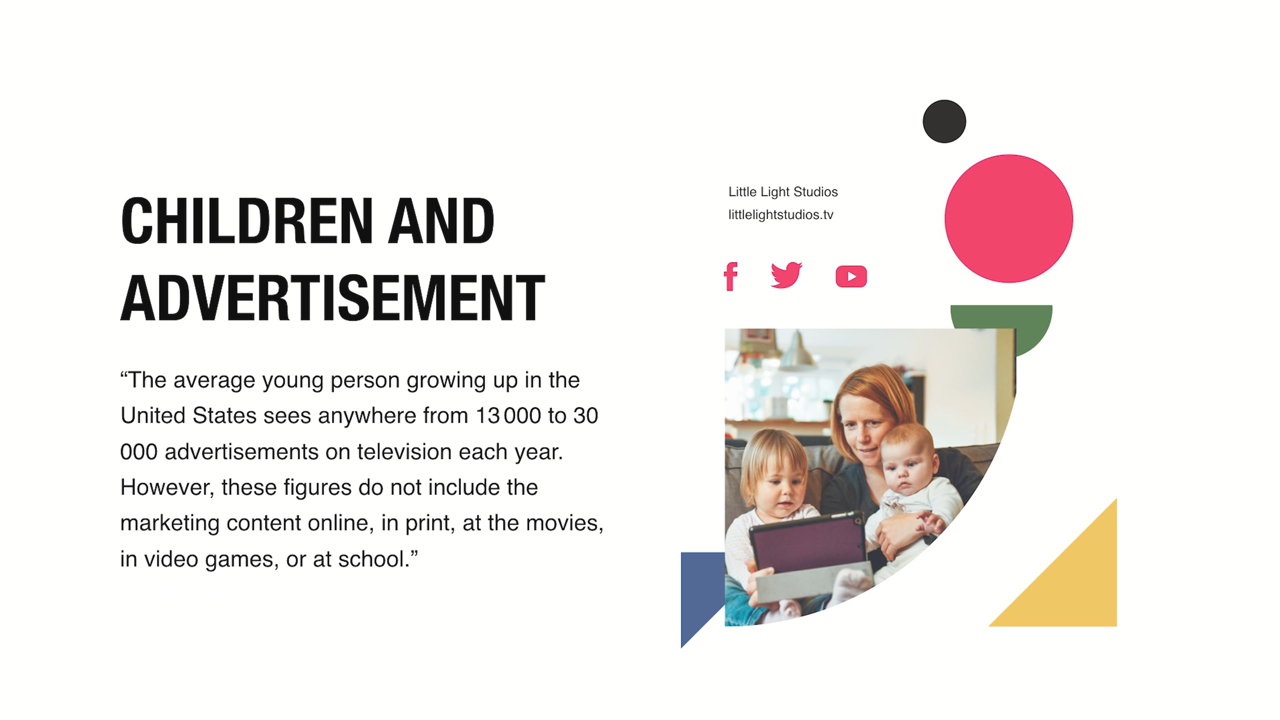 CHILDREN AND
ADVERTISEMENT
“The average young person growing up in the
United States sees anywhere from 13 000 to 30
000 advertisements on television each year.
However, these figures do not include the
marketing content online, in print, at the movies,
in video games, or at school.”
Little Light Studios
littlelightstudios.tv